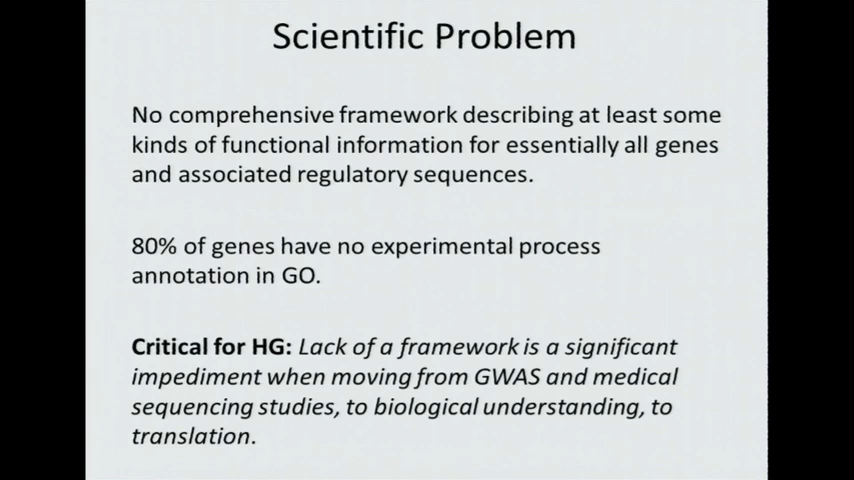 Scientific Problem
No comprehensive framework describing at least some
kinds of functional information for essentially all genes
and associated regulatory sequences.
80% of genes have no experimental process
annotation in GO.
Critical for HG: Lack of a framework is a significant
impediment when moving from GWAS and medical
sequencing studies, to biological understanding, to
translation.